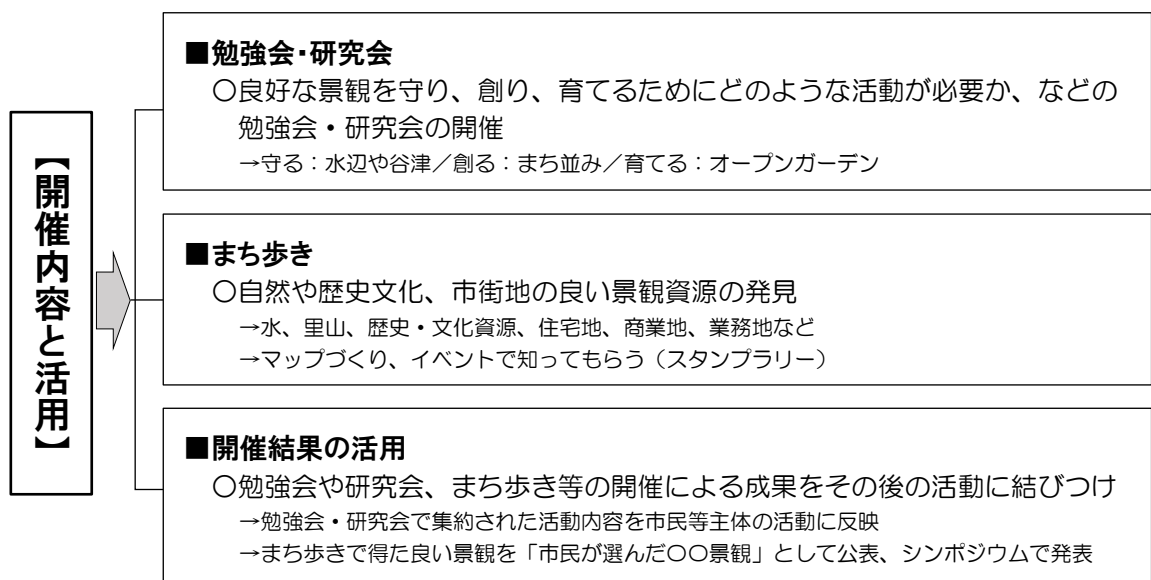 【開催内容と活用】
■勉強会・研究会
○良好な景観を守り、創り、育てるためにどのような活動が必要か、などの
勉強会・研究会の開催
→守る：水辺や谷津／創る：まち並み／育てる：オープンガーデン
■まち歩き
○自然や歴史文化、市街地の良い景観資源の発見
→水、里山、歴史・文化資源、住宅地、商業地、業務地など
→マップづくり、イベントで知ってもらう（スタンプラリー）
■開催結果の活用
○勉強会や研究会、まち歩き等の開催による成果をその後の活動に結びつけ
→勉強会・研究会で集約された活動内容を市民等主体の活動に反映
→まち歩きで得た良い景観を「市民が選んだ〇〇景観」として公表、シンポジウムで発表